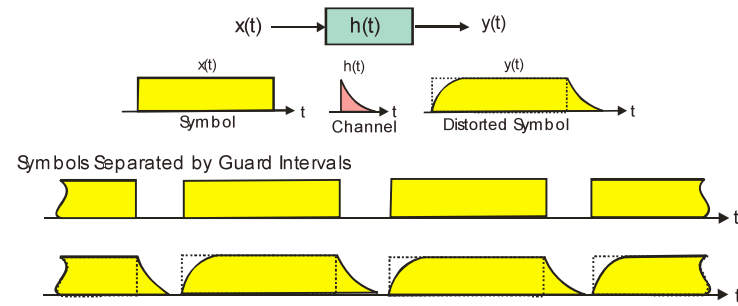 x(t) h(t) y(t)
x(t) h(t) y(t)
t t t
Symbol Channel Distorted Symbol
Symbols Separated by Guard Intervals
t
t